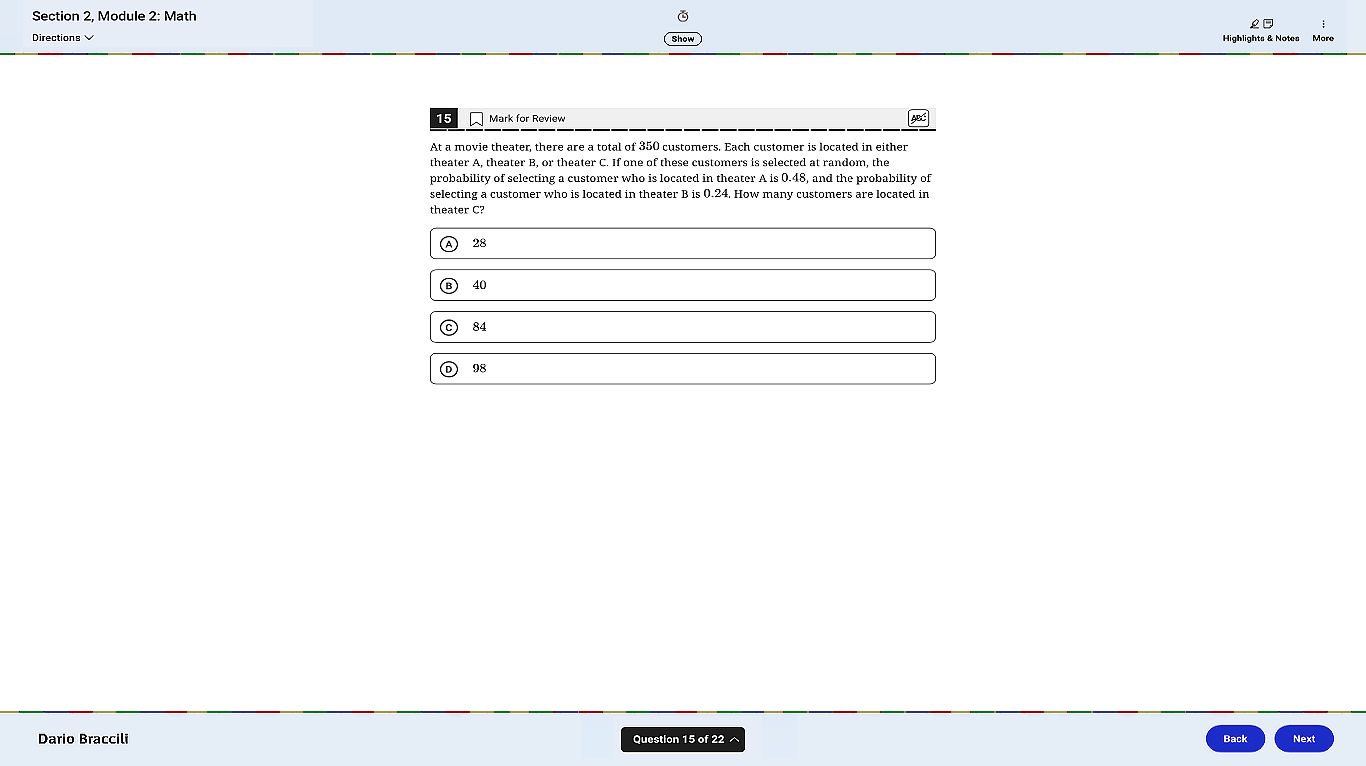 Section 2, Module 2: Math
Directions
Show
Highlights & Notes
More
15
Mark for Review
ABC
At a movie theater, there are a total of 350 customers. Each customer is located in either
theater A, theater B, or theater C. If one of these customers is selected at random, the
probability of selecting a customer who is located in theater A is 0.48, and the probability of
selecting a customer who is located in theater B is 0.24. How many customers are located in
theater C?
A 28
B 40
C 84
D 98
Dario Braccili
Question 15 of 22
Back
Next